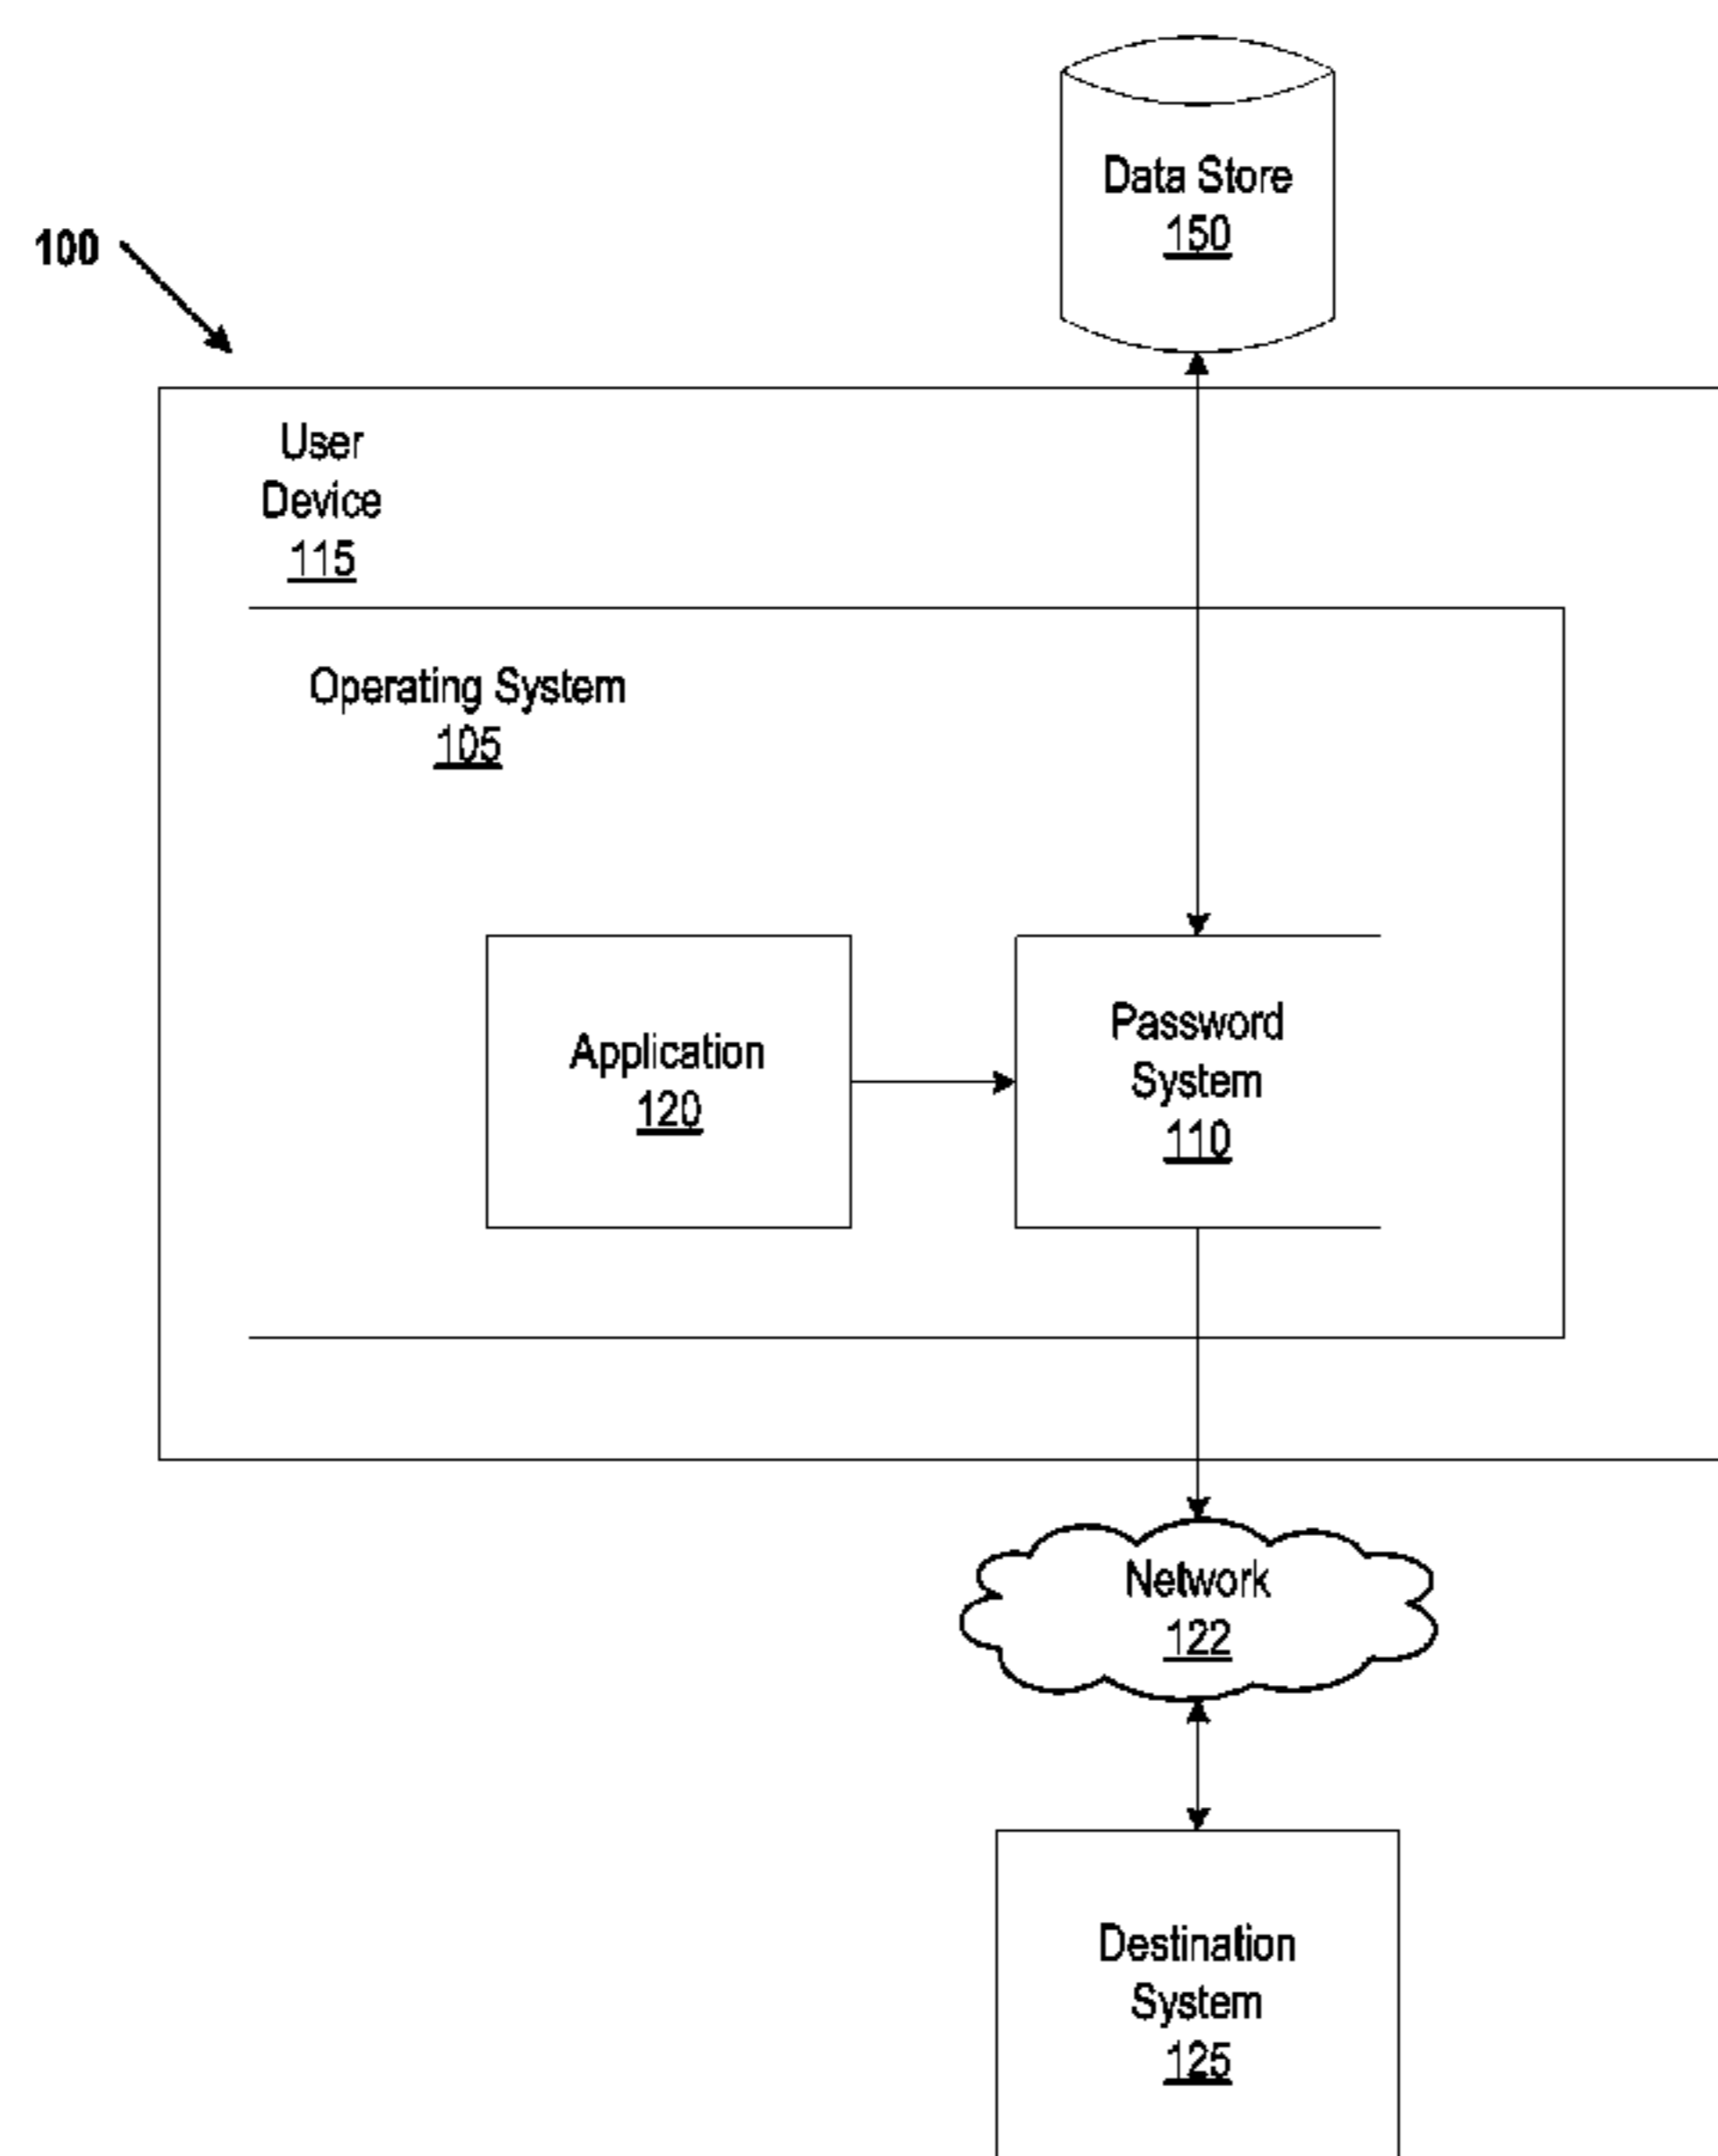 Data Store
150
100
User
Device
115
Operating System
105
Application
120
Password
System
110
Network
122
Destination
System
125